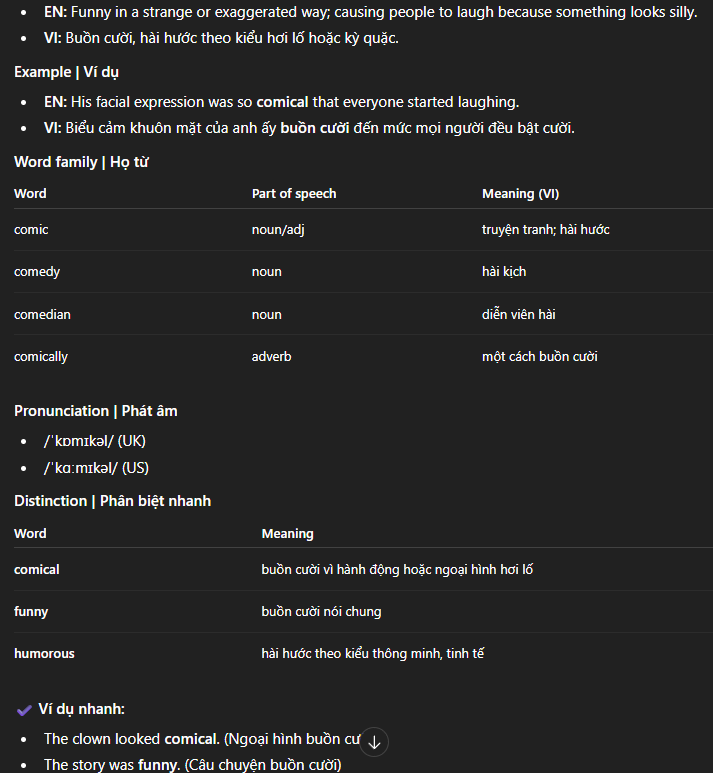 EN: Funny in a strange or exaggerated way; causing people to laugh because something looks silly.
VI: Buồn cười, hài hước theo kiểu hơi lố hoặc kỳ quặc.
Example | Ví dụ
EN: His facial expression was so comical that everyone started laughing.
VI: Biểu cảm khuôn mặt của anh ấy buồn cười đến mức mọi người đều bật cười.
Word family | Họ từ
Word Part of speech Meaning (VI)
comic noun/adj truyện tranh; hài hước
comedy noun hài kịch
comedian noun diễn viên hài
comically adverb một cách buồn cười
Pronunciation | Phát âm
/ˈkɒmɪkəl/ (UK)
/ˈkɑːmɪkəl/ (US)
Distinction | Phân biệt nhanh
Word Meaning
comical buồn cười vì hành động hoặc ngoại hình hơi lố
funny buồn cười nói chung
humorous hài hước theo kiểu thông minh, tinh tế
Ví dụ nhanh:
The clown looked comical. (Ngoại hình buồn
The story was funny. (Câu chuyện buồn cười)